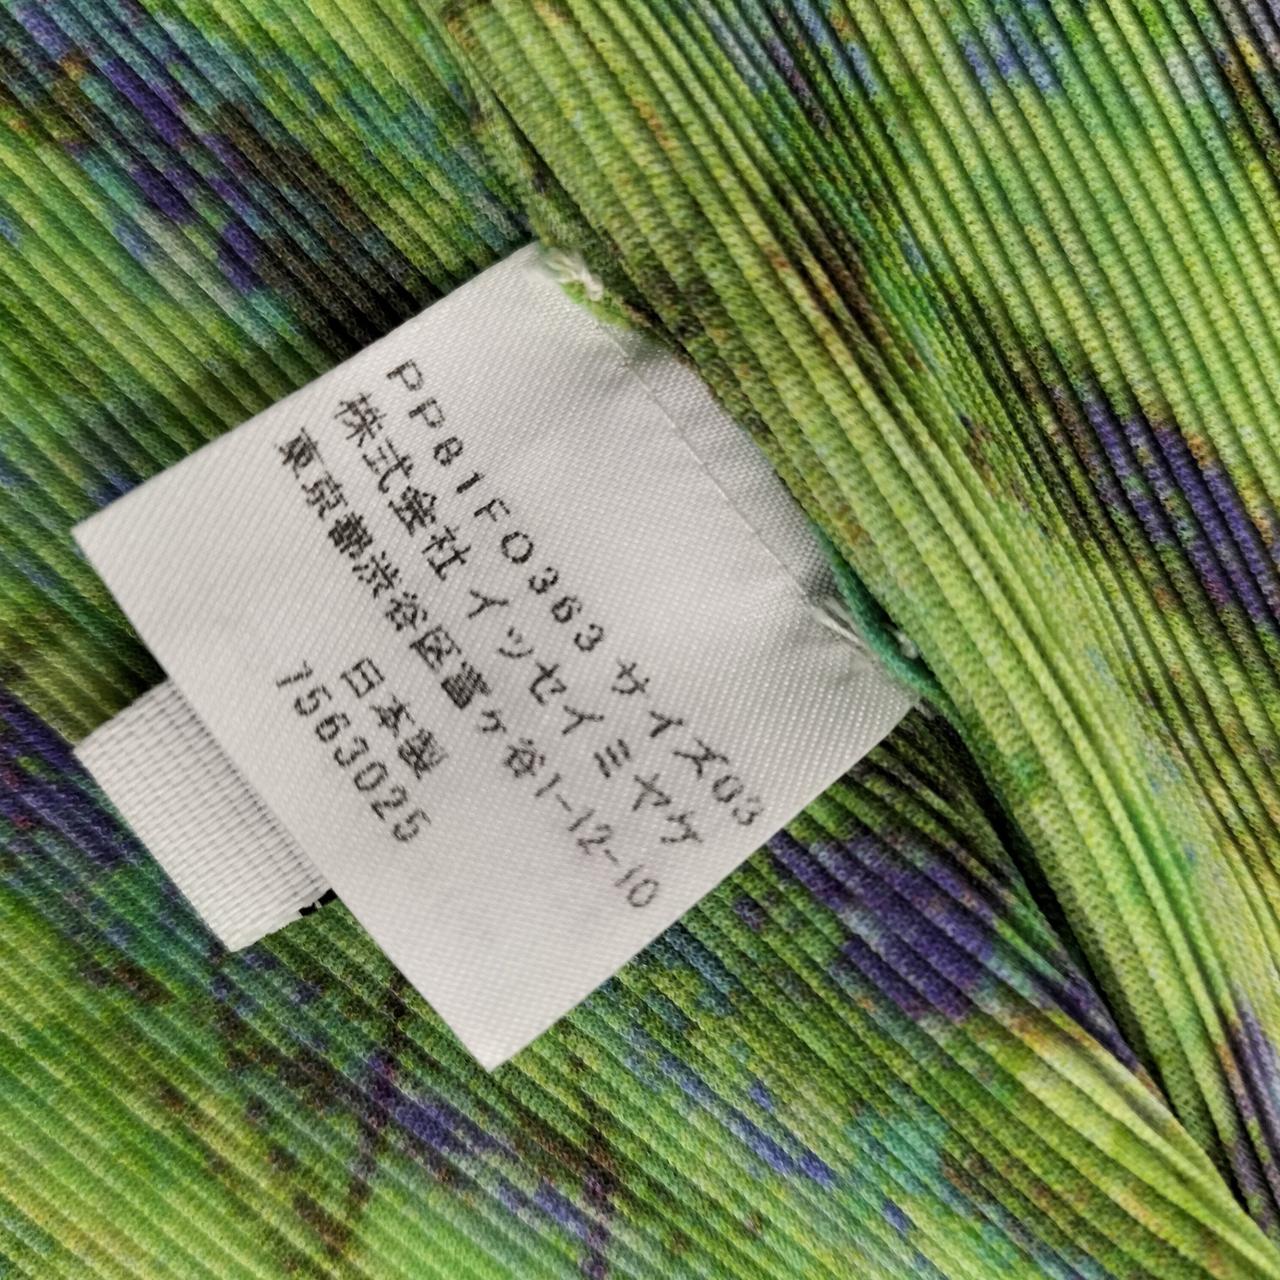 PP81FO363 サイズ03
株式会社 イッセイミヤケ
東京都渋谷区富ヶ谷1-12-10
日本製
7563025